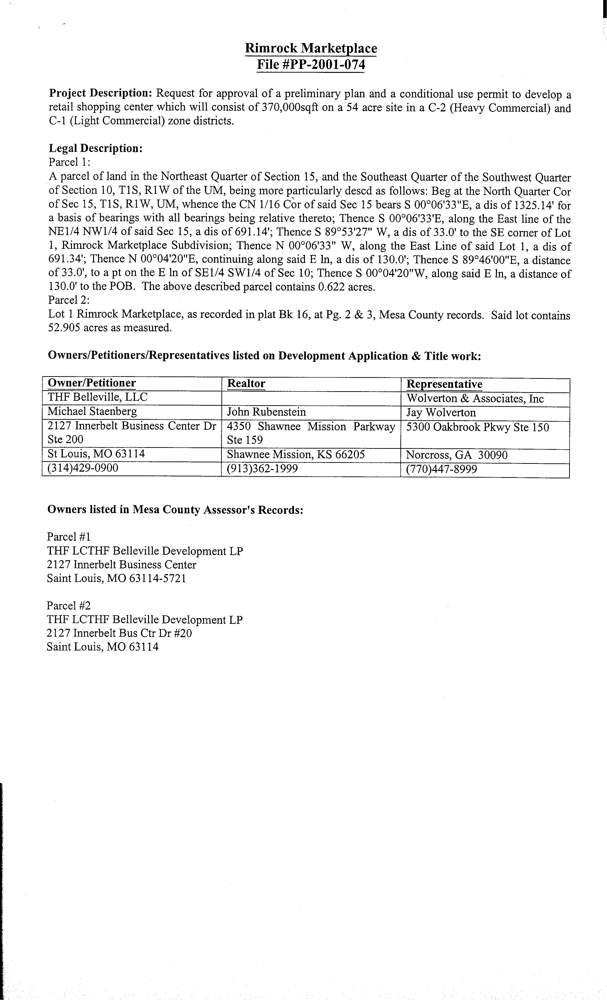 Rimrock Marketplace
File #PP-2001-074
Project Description: Request for approval of a preliminary plan and a conditional use permit to develop a
retail shopping center which will consist of 370,000sqft on a 54 acre site in a C-2 (Heavy Commercial) and
C-1 (Light Commercial) zone districts.
Legal Description:
Parcel 1:
A parcel of land in the Northeast Quarter of Section 15, and the Southeast Quarter of the Southwest Quarter
of Section 10, T1S, R1W of the UM, being more particularly descd as follows: Beg at the North Quarter Cor
of Sec 15, T1S, R1W, UM, whence the CN 1/16 Cor of said Sec 15 bears S 00°06'33"E, a dis of 1325.14' for
a basis of bearings with all bearings being relative thereto; Thence S 00°06'33'E, along the East line of the
NE1/4 NW1/4 of said Sec 15, a dis of 691.14'; Thence S 89°53'27" W, a dis of 33.0' to the SE corner of Lot
1, Rimrock Marketplace Subdivision; Thence N 00°06'33" W, along the East Line of said Lot 1, a dis of
691.34'; Thence N 00°04'20"E, continuing along said E ln, a dis of 130.0'; Thence S 89°46'00"E, a distance
of 33.0', to a pt on the E ln of SE1/4 SW1/4 of Sec 10; Thence S 00°04'20"W, along said E ln, a distance of
130.0' to the POB. The above described parcel contains 0.622 acres.
Parcel 2:
Lot 1 Rimrock Marketplace, as recorded in plat Bk 16, at Pg. 2 & 3, Mesa County records. Said lot contains
52.905 acres as measured.
Owners/Petitioners/Representatives listed on Development Application & Title work:
Owner/Petitioner Realtor Representative
THF Belleville, LLC Wolverton & Associates, Inc
Michael Staenberg John Rubenstein Jay Wolverton
2127 Innerbelt Business Center Dr 4350 Shawnee Mission Parkway 5300 Oakbrook Pkwy Ste 150
Ste 200 Ste 159
St Louis, MO 63114 Shawnee Mission, KS 66205 Norcross, GA 30090
(314)429-0900 (913)362-1999 (770)447-8999
Owners listed in Mesa County Assessor's Records:
Parcel #1
THF LCTHF Belleville Development LP
2127 Innerbelt Business Center
Saint Louis, MO 63114-5721
Parcel #2
THF LCTHF Belleville Development LP
2127 Innerbelt Bus Ctr Dr #20
Saint Louis, MO 63114